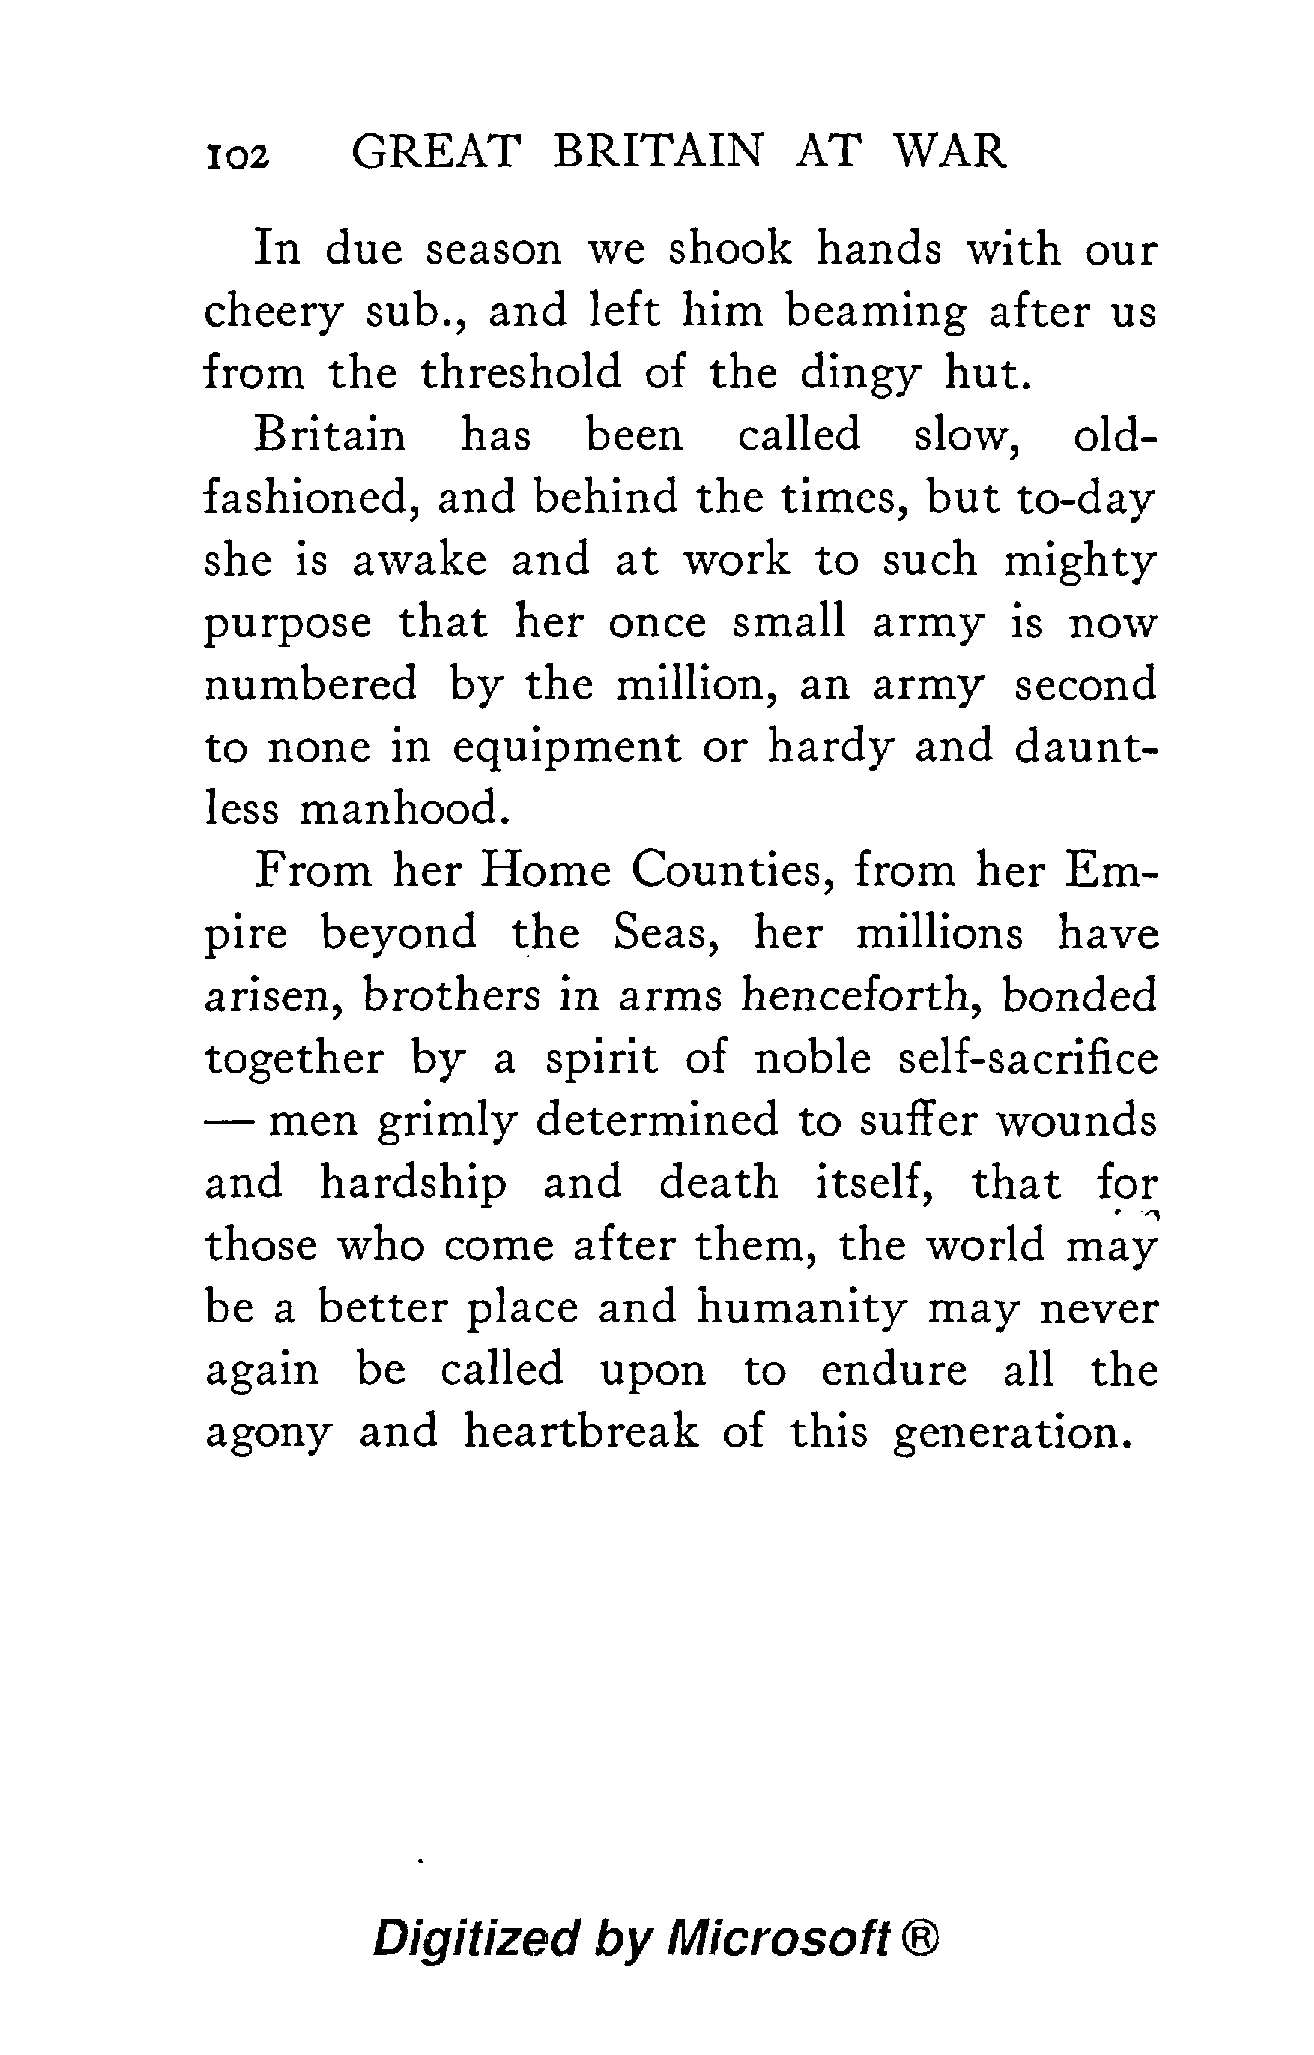 102 GREAT BRITAIN AT WAR
In due season we shook hands with our
cheery sub., and left him beaming after us
from the threshold of the dingy hut.
Britain has been called slow, old-
fashioned, and behind the times, but to-day
she is awake and at work to such mighty
purpose that her once small army is now
numbered by the million, an army second
to none in equipment or hardy and daunt-
less manhood.
From her Home Counties, from her Em-
pire beyond the Seas, her millions have
arisen, brothers in arms henceforth, bonded
together by a spirit of noble self-sacrifice
— men grimly determined to suffer wounds
and hardship and death itself, that for
those who come after them, the world may
be a better place and humanity may never
again be called upon to endure all the
agony and heartbreak of this generation.
Digitized by Microsoft ®